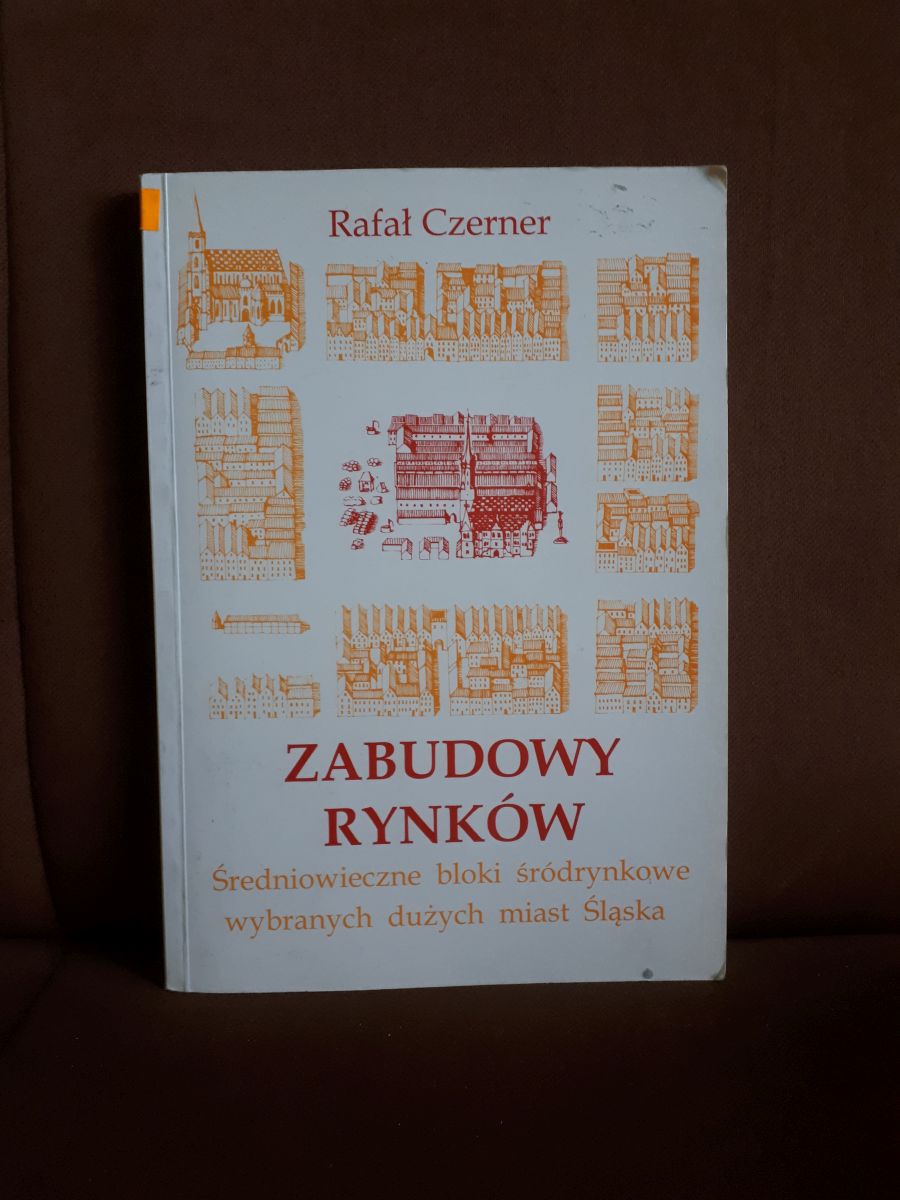 Rafał Czerner
ZABUDOWY
RYNKÓW
Średniowieczne bloki śródrynkowe
wybranych dużych miast Śląska